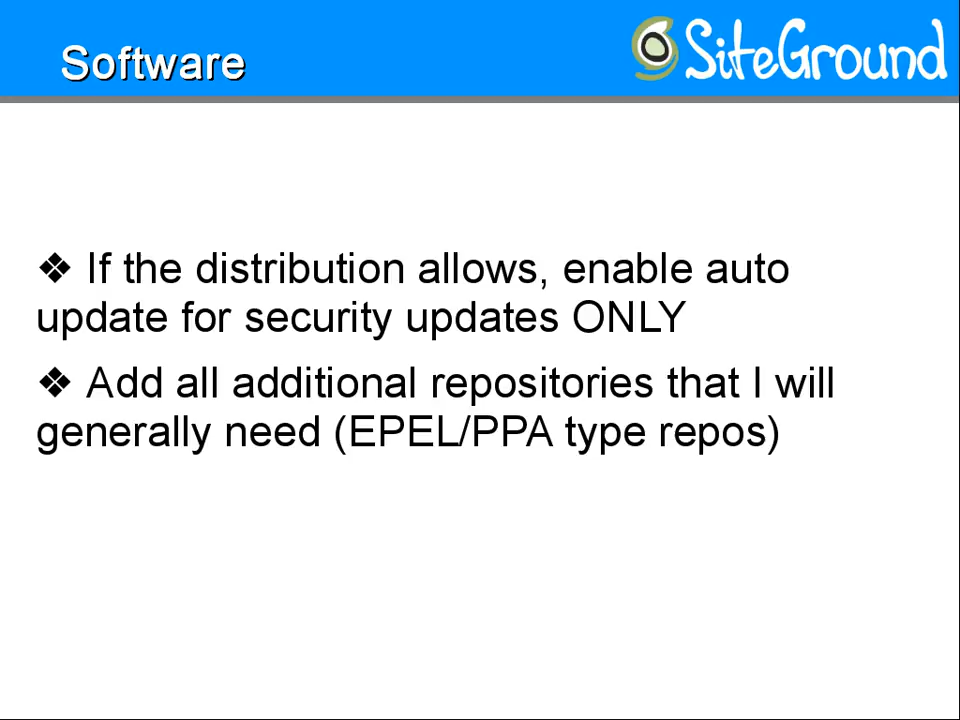 Software
SiteGround
❖ If the distribution allows, enable auto
update for security updates ONLY
❖ Add all additional repositories that I will
generally need (EPEL/PPA type repos)